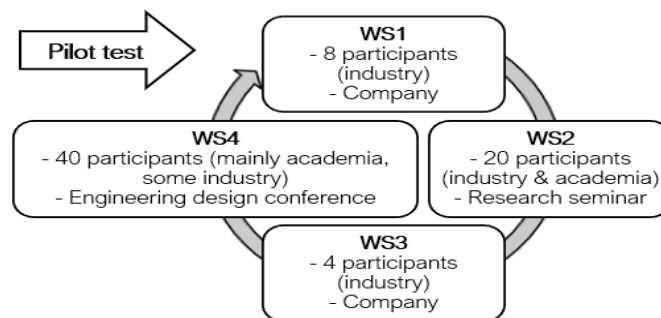 Pilot test
WS1
- 8 participants
(industry)
- Company
WS4
- 40 participants (mainly academia,
some industry)
- Engineering design conference
WS2
- 20 participants
(industry & academia)
- Research seminar
WS3
- 4 participants
(industry)
- Company